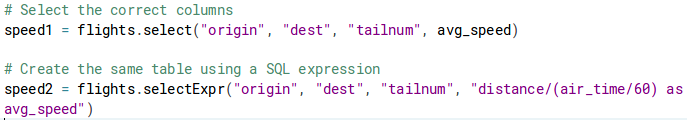 # Select the correct columns
speed1 = flights.select("origin", "dest", "tailnum", avg_speed)
# Create the same table using a SQL expression
speed2 = flights.selectExpr("origin", "dest", "tailnum", "distance/(air_time/60) as
avg_speed")